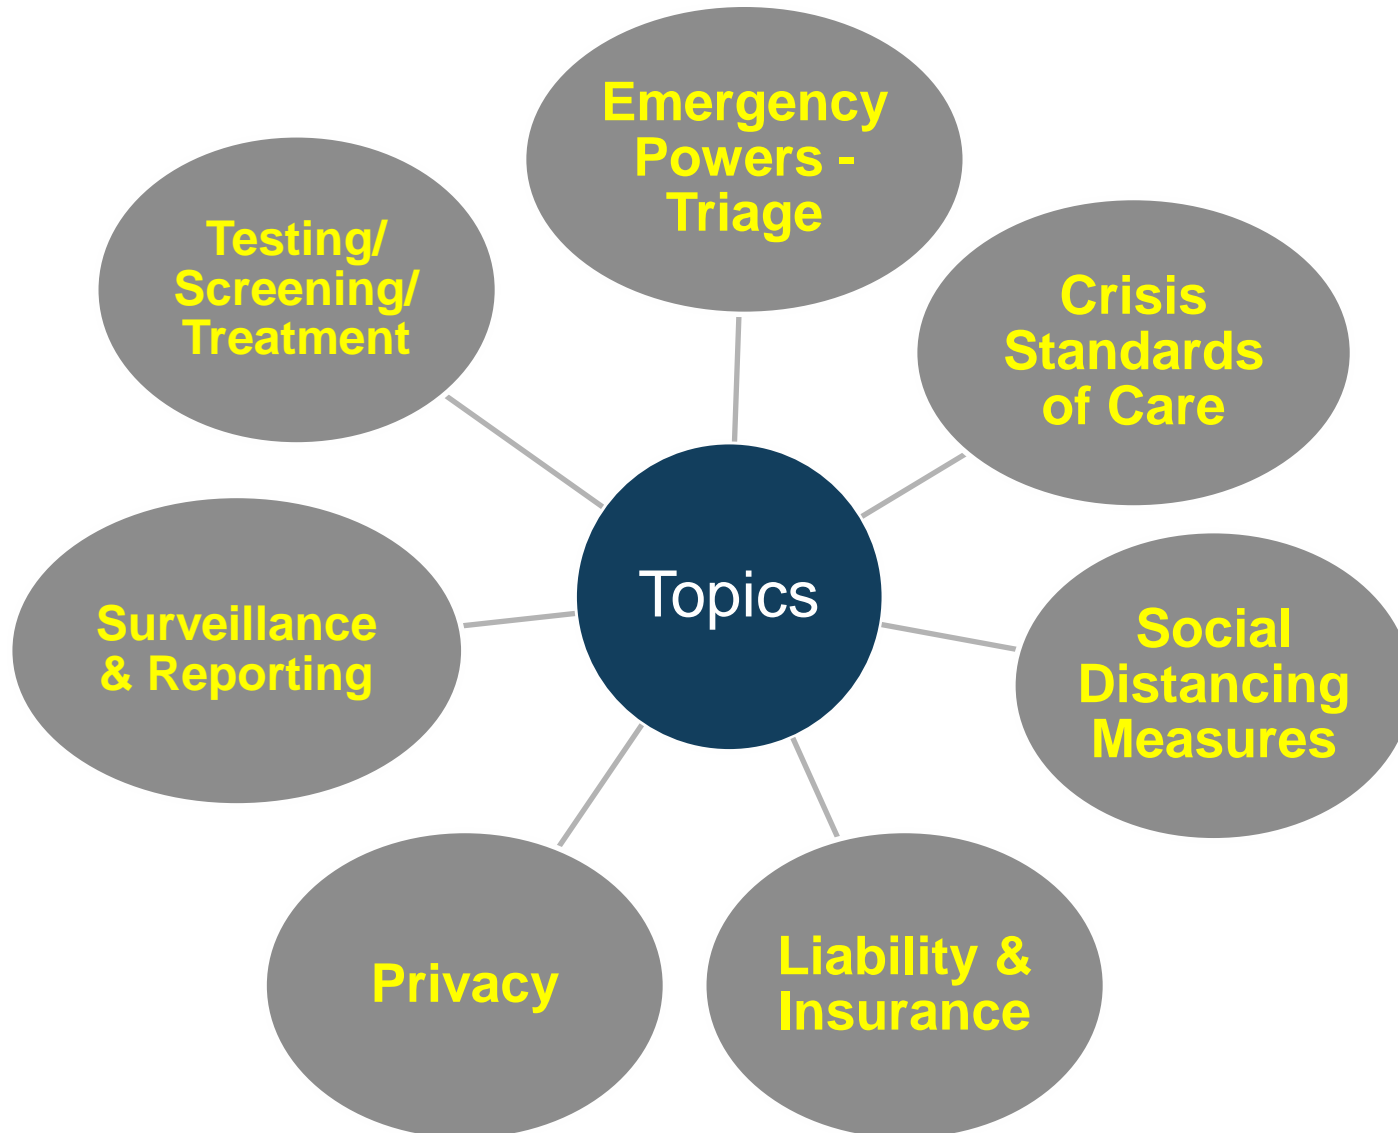 Emergency
Powers -
Triage
Testing/
Screening/
Treatment
Crisis
Standards
of Care
Topics
Surveillance
& Reporting
Social
Distancing
Measures
Privacy
Liability &
Insurance